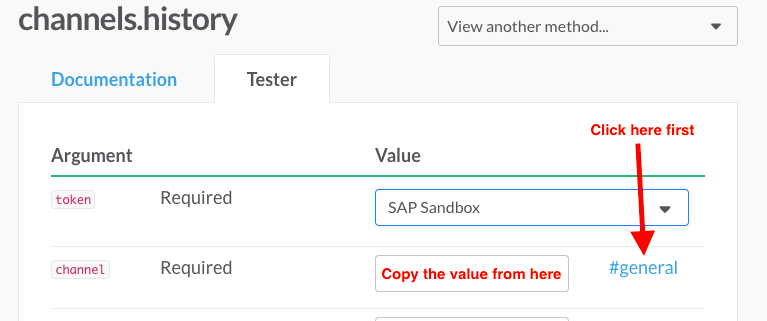 channels.history
View another method...
Documentation
Tester
Click here first
Argument
Value
token
Required
SAP Sandbox
channel
Required
Copy the value from here
#general